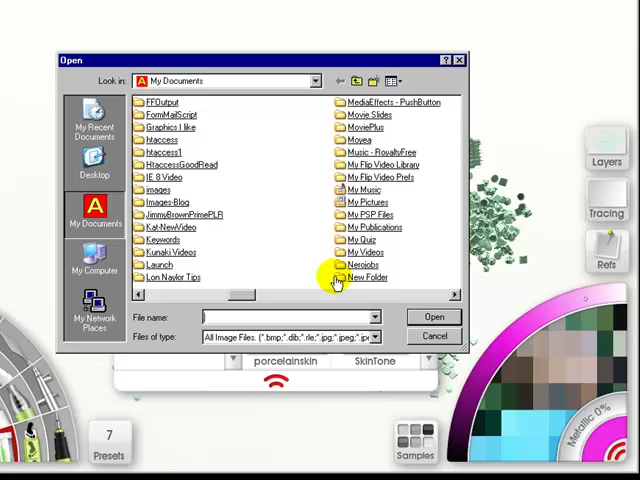 Open
Look in: My Documents
FFOutput
FormMailScript
Graphics I like
htaccess
htaccess1
HtaccessGoodRead
IE 8 Video
images
Images-Blog
JimmyBrownPrimePLR
Kat-NewVideo
Keywords
Kunaki Videos
Launch
Lon Naylor Tips
MediaEffects - PushButton
Movie Slides
MoviePlus
Movea
Music - RoyaltyFree
My Flip Video Library
My Flip Video Prefs
My Music
My Pictures
My PSP Files
My Publications
My Quiz
My Videos
Nerojobs
New Folder
My Recent
Documents
Desktop
My Documents
My Computer
My Network
Places
File name:
Open
Files of type: All Image Files. (*.bmp;*.dib;*.rle;*.jpg;*.jpeg;*.jpe
Cancel
Layers
Tracing
Refs
porcelainskin
SkinTone
7
Presets
Samples
Metallic 0%